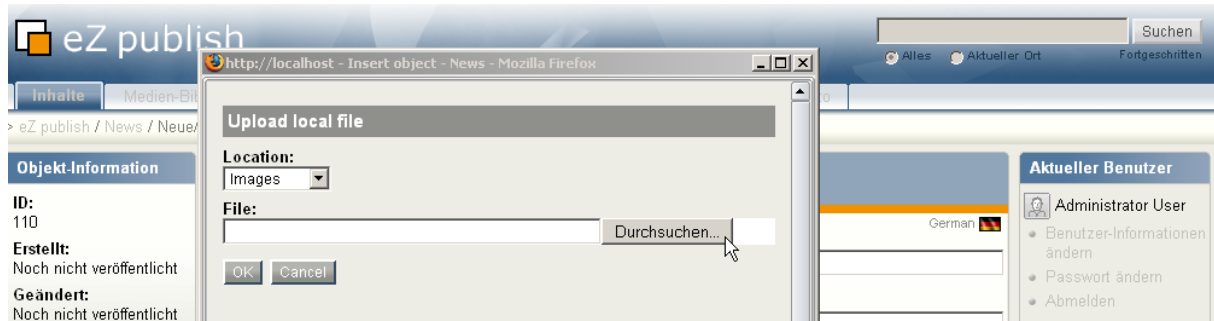 eZ publish
Suchen
Alles
Aktueller Ort
Fortgeschritten
http://localhost - Insert object - News - Mozilla Firefox
Inhalte
Medien-Bi
> eZ publish / News / Neue/
Upload local file
Location:
Images
File:
Durchsuchen...
OK
Cancel
Objekt-Information
ID:
110
Erstellt:
Noch nicht veröffentlicht
Geändert:
Noch nicht veröffentlicht
German
Aktueller Benutzer
Administrator User
Benutzer-Informationen
ändern
Passwort ändern
Abmelden